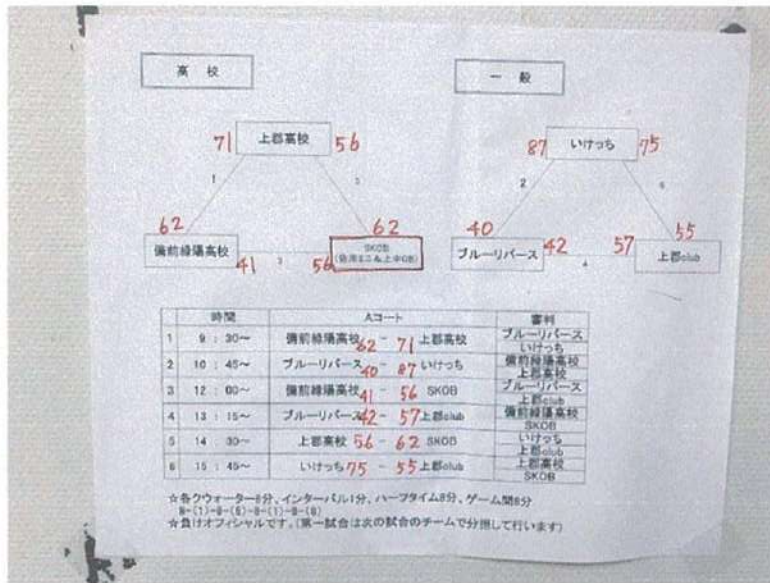 高校
一般
71 上郡高校 56
87 いけっち 75
1
5
2
6
62
62
40
55
備前緑陽高校
SKOB
ブルーリバース
42
57
上郡club
41
3
56
4
時間 Aコート 審判
1 9:30～ 備前緑陽高校 62 - 71 上郡高校 ブルーリバース
いけっち
2 10:45～ ブルーリバース 40 - 87 いけっち 備前緑陽高校
上郡高校
3 12:00～ 備前緑陽高校 41 - 56 SKOB ブルーリバース
上郡club
4 13:15～ ブルーリバース 42 - 57 上郡club 備前緑陽高校
SKOB
5 14:30～ 上郡高校 56 - 62 SKOB いけっち
上郡club
6 15:45～ いけっち 75 - 55 上郡club 上郡高校
SKOB
☆各クウォーター8分、インターバル1分、ハーフタイム8分、ゲーム間8分
8-(1)-8-(8)-8-(1)-8-(8)
☆負けオフィシャルです。(第一試合は次の試合のチームで分担して行います)